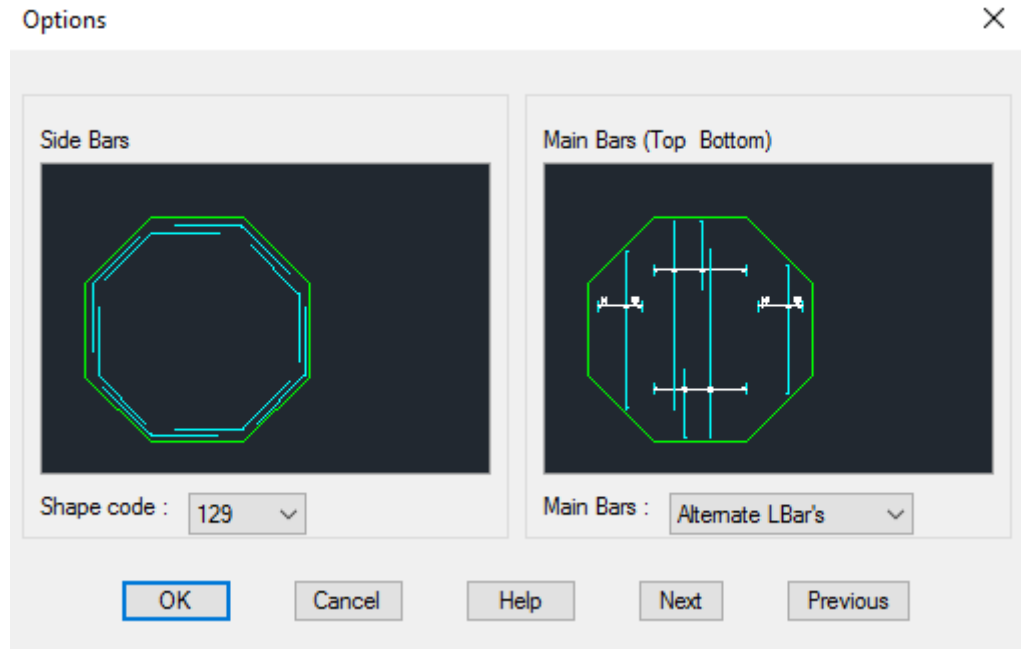 Options
Side Bars
Main Bars (Top Bottom)
Shape code :
129
Main Bars :
Alternate LBar's
OK
Cancel
Help
Next
Previous